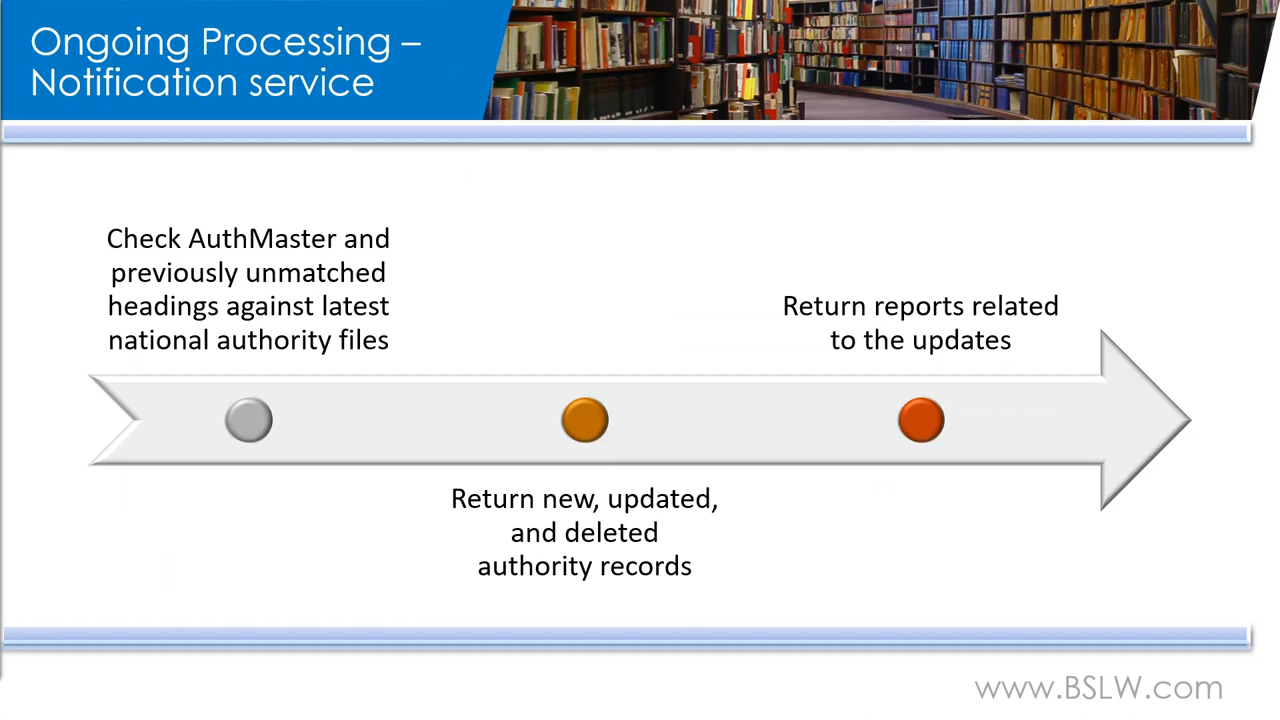 Ongoing Processing –
Notification service
Check AuthMaster and
previously unmatched
headings against latest
national authority files
Return new, updated,
and deleted
authority records
Return reports related
to the updates
www.BSLW.com